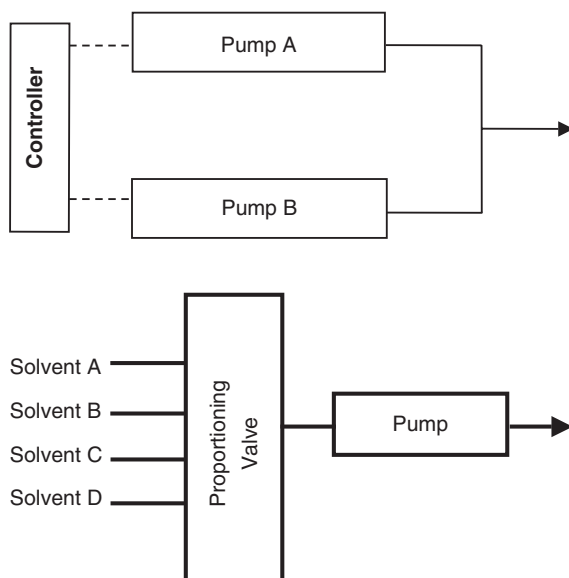 Controller
Pump A
Pump B
Solvent A
Solvent B
Solvent C
Solvent D
Proportioning
Valve
Pump